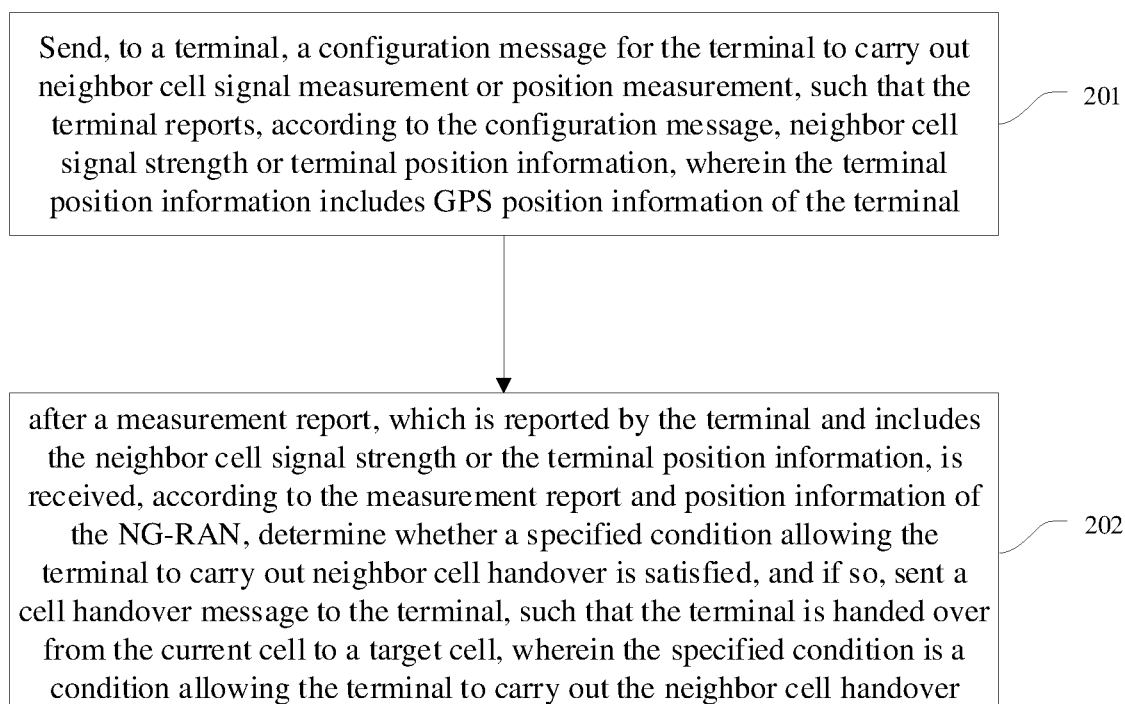 Send, to a terminal, a configuration message for the terminal to carry out
neighbor cell signal measurement or position measurement, such that the
terminal reports, according to the configuration message, neighbor cell
signal strength or terminal position information, wherein the terminal
position information includes GPS position information of the terminal
201
after a measurement report, which is reported by the terminal and includes
the neighbor cell signal strength or the terminal position information, is
received, according to the measurement report and position information of
the NG-RAN, determine whether a specified condition allowing the
terminal to carry out neighbor cell handover is satisfied, and if so, sent a
cell handover message to the terminal, such that the terminal is handed over
from the current cell to a target cell, wherein the specified condition is a
condition allowing the terminal to carry out the neighbor cell handover
202